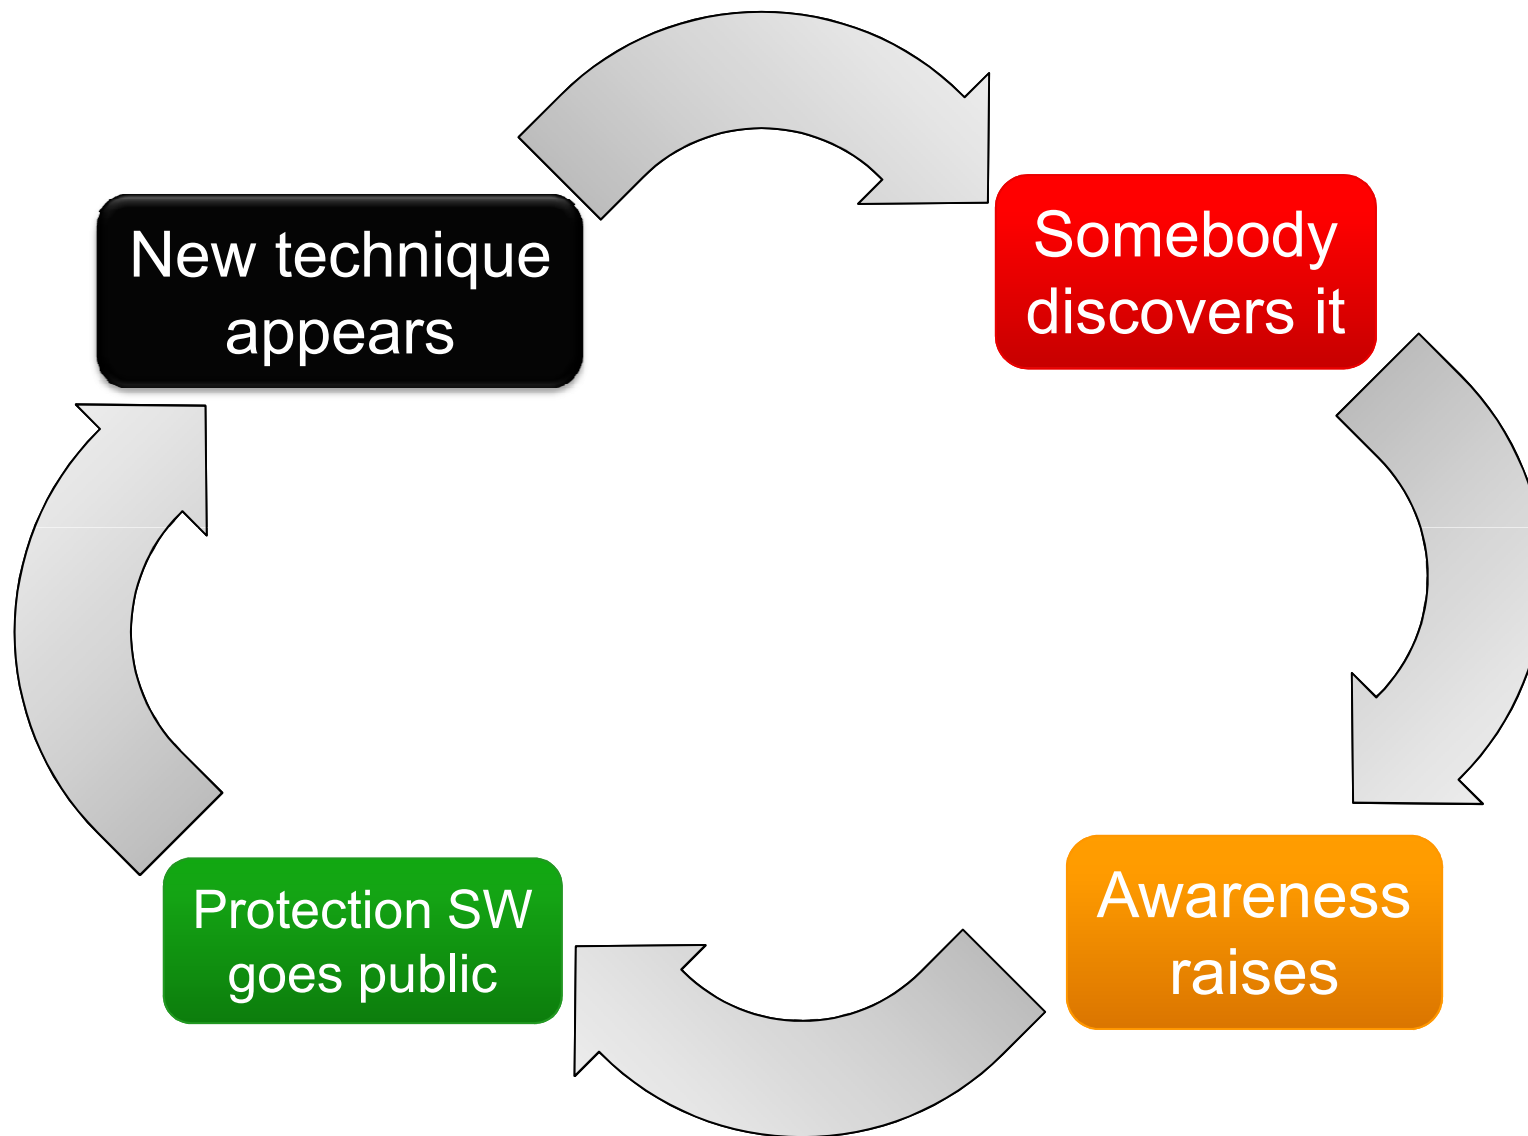 New technique
appears
Somebody
discovers it
Awareness
raises
Protection SW
goes public